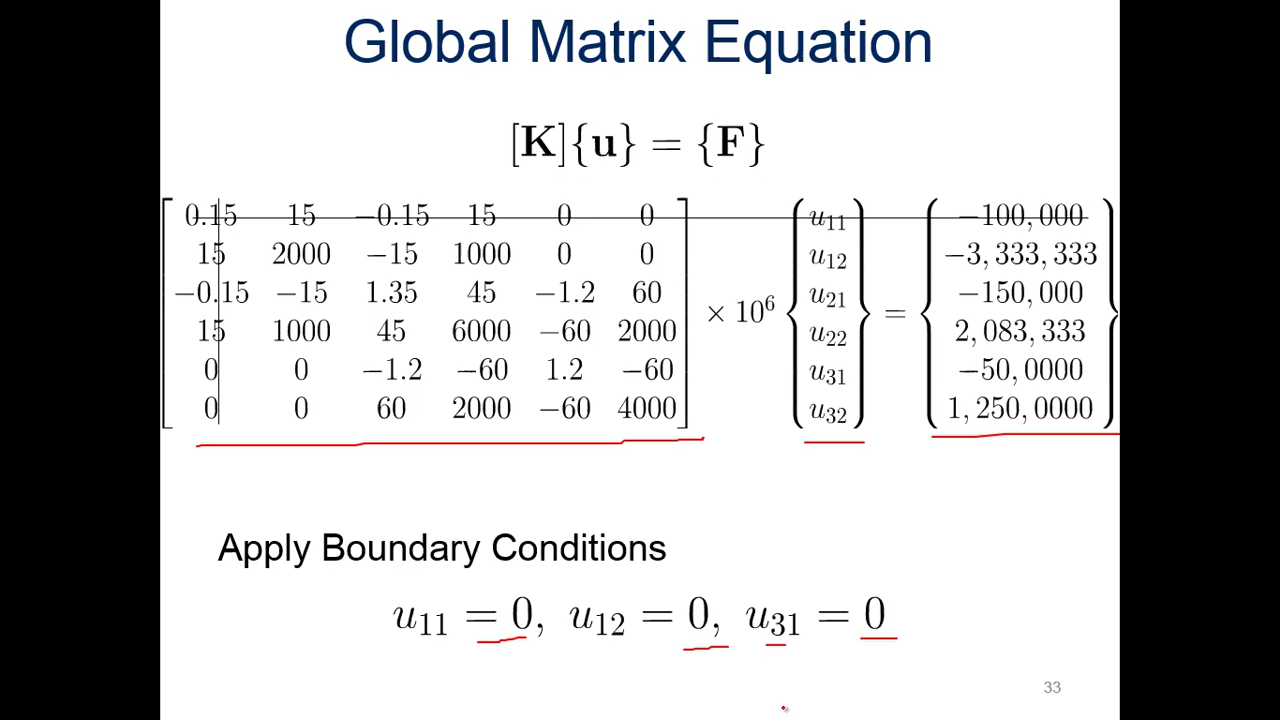 Global Matrix Equation
[K]{u} = {F}
0.15 15 −0.15 15 0 0 u11 −100,000
15 2000 −15 1000 0 0 u12 −3,333,333
−0.15 −15 1.35 45 −1.2 60 u21 −150,000
× 10^6 =
15 1000 45 6000 −60 2000 u22 2,083,333
0 0 −1.2 −60 1.2 −60 u31 −50,0000
0 0 60 2000 −60 4000 u32 1,250,0000
Apply Boundary Conditions
u11 = 0, u12 = 0, u31 = 0
33